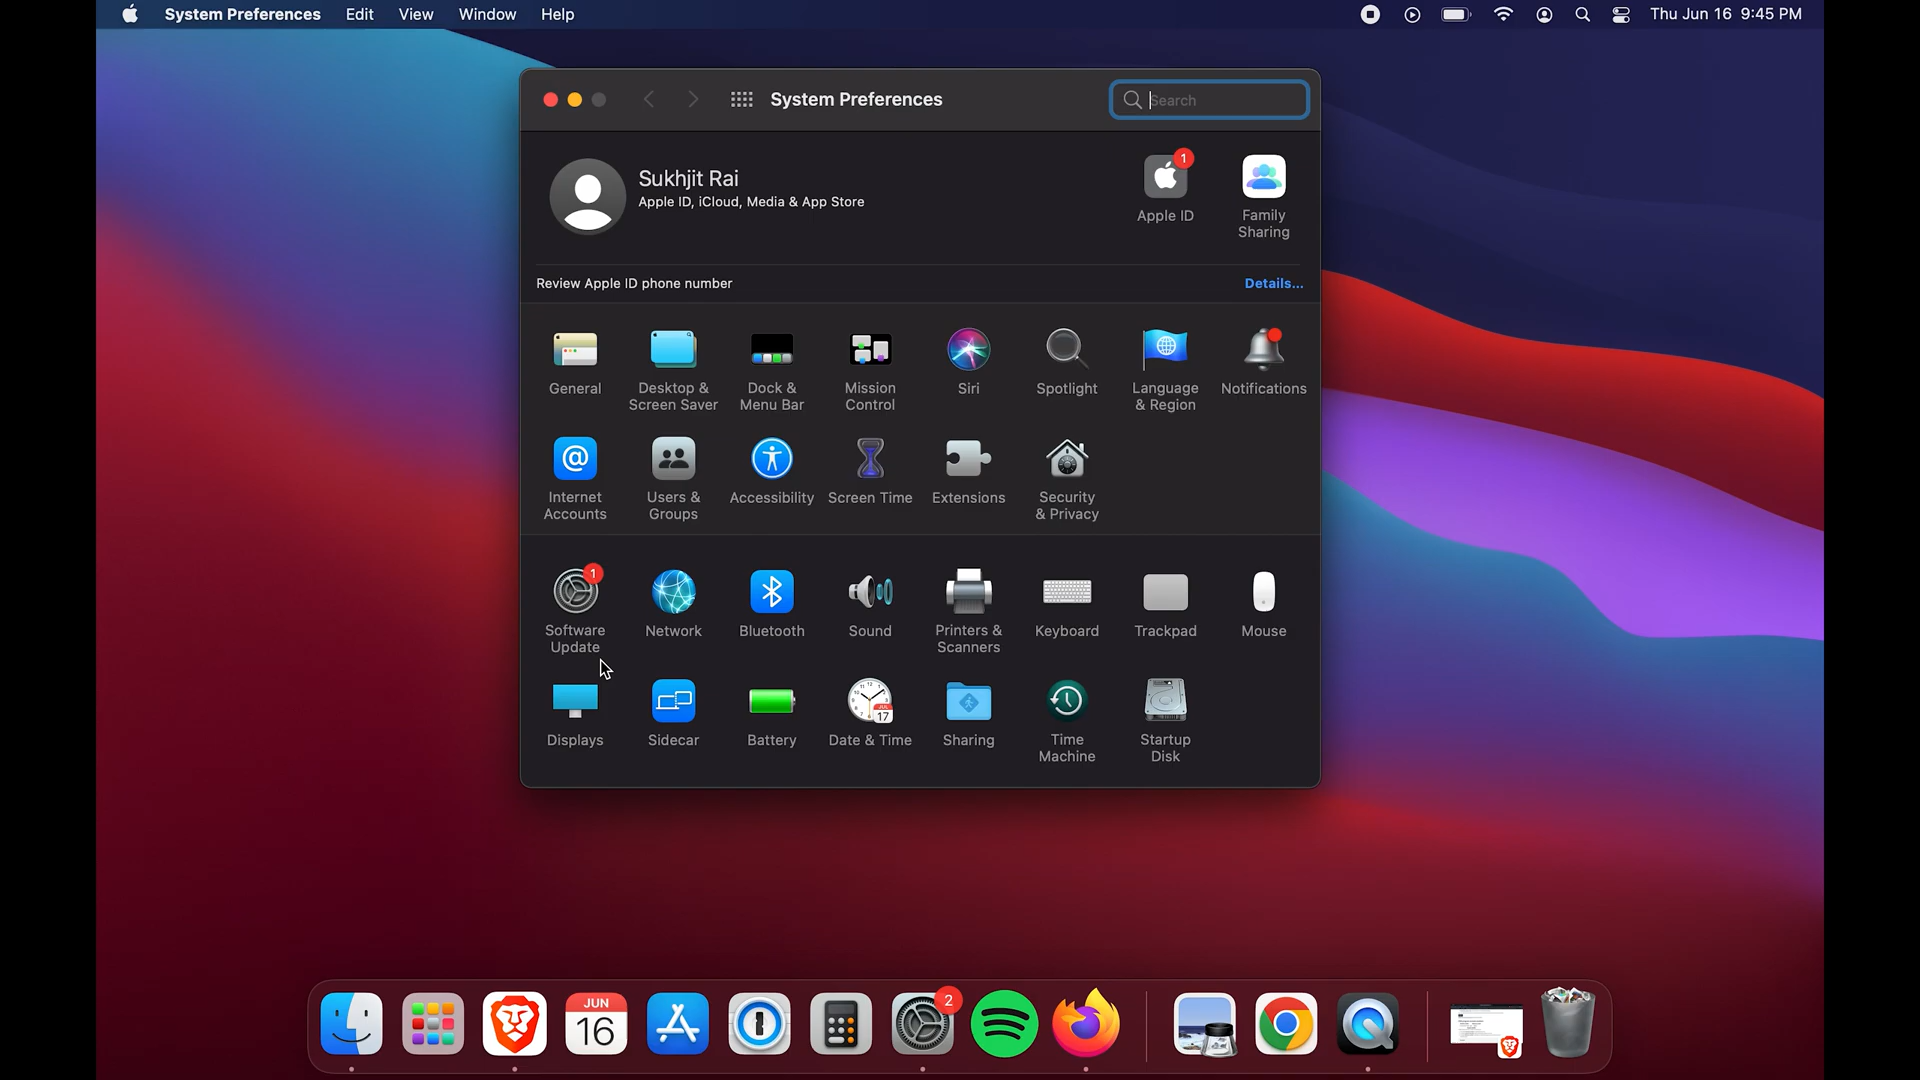 System Preferences Edit View Window Help Thu Jun 16 9:45 PM
System Preferences Search
Sukhjit Rai
Apple ID, iCloud, Media & App Store
1
Apple ID
Family
Sharing
Review Apple ID phone number Details...
General
Desktop &
Screen Saver
Dock &
Menu Bar
Mission
Control
Siri
Spotlight
Language
& Region
Notifications
Internet
Accounts
Users &
Groups
Accessibility
Screen Time
Extensions
Security
& Privacy
1
Software
Update
Network
Bluetooth
Sound
Printers &
Scanners
Keyboard
Trackpad
Mouse
Displays
Sidecar
Battery
17
Date & Time
Sharing
Time
Machine
Startup
Disk
JUN
16
2